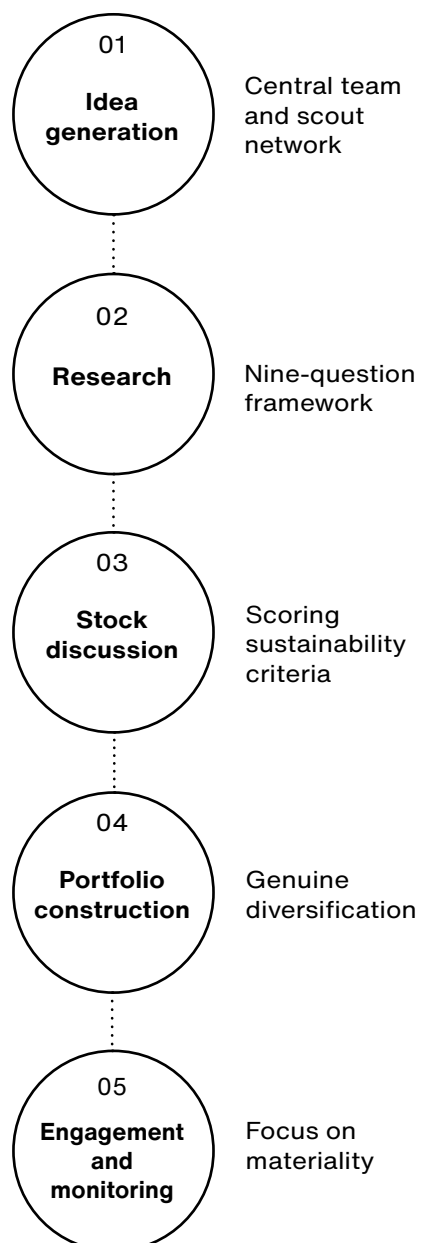 01
Idea
generation
Central team
and scout
network
02
Research
Nine-question
framework
03
Stock
discussion
Scoring
sustainability
criteria
04
Portfolio
construction
Genuine
diversification
05
Engagement
and
monitoring
Focus on
materiality